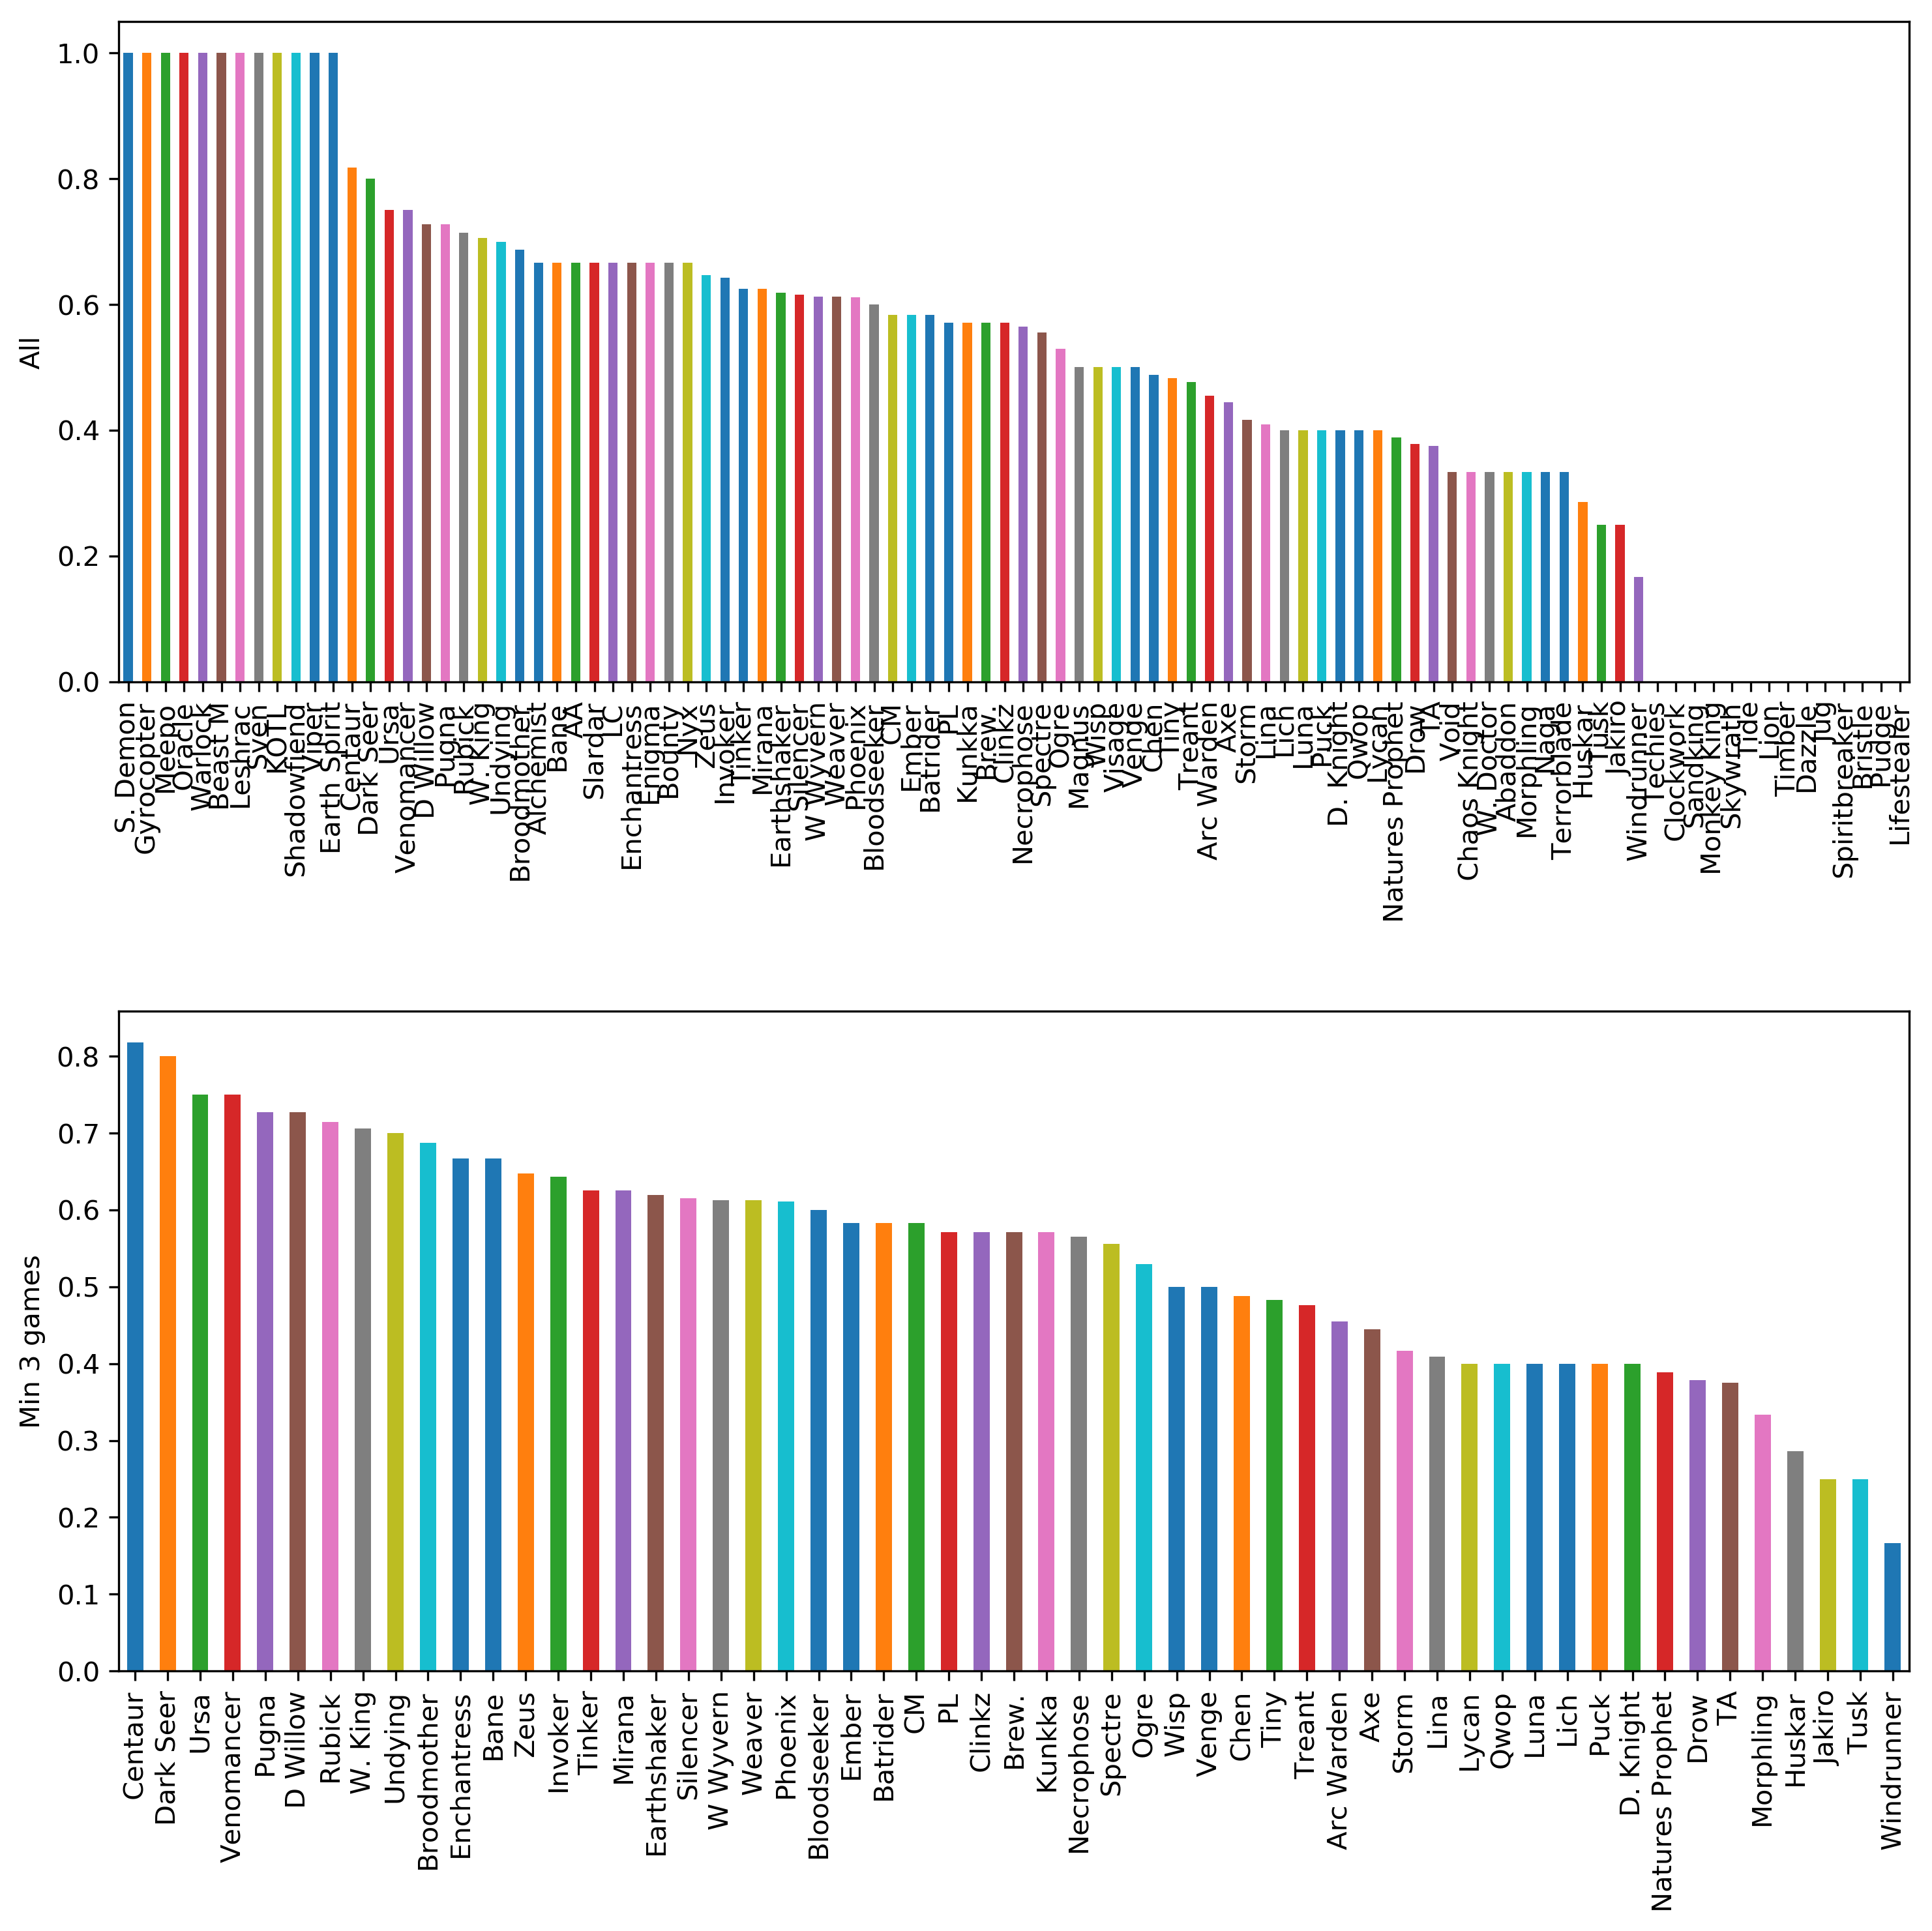 1.0
0.8
0.6
0.4
0.2
0.0
All
S. Demon
Gyrocopter
Meepo
Oracle
Warlock
Beast M
Leshrac
Sven
KOTL
Shadowfiend
Viper
Earth Spirit
Centaur
Dark Seer
Ursa
Venomancer
D Willow
Pugna
Rubick
W. King
Undying
Broodmother
Alchemist
Bane
AA
Slardar
LC
Enchantress
Enigma
Bounty
Nyx
Zeus
Invoker
Tinker
Mirana
Earthshaker
Silencer
W Wyvern
Weaver
Phoenix
Bloodseeker
CM
Ember
Batrider
PL
Kunkka
Brew.
Clinkz
Necrophose
Spectre
Ogre
Magnus
Wisp
Visage
Venge
Chen
Tiny
Treant
Arc Warden
Axe
Storm
Lina
Lich
Luna
Puck
D. Knight
Qwop
Lycan
Natures Prophet
Drow
TA
Void
Chaos Knight
W. Doctor
Abaddon
Morphling
Naga
Terrorblade
Huskar
Tusk
Jakiro
Windrunner
Techies
Clockwork
Sandking
Monkey King
Skywrath
Tide
Lion
Timber
Dazzle
Jug
Spiritbreaker
Bristle
Pudge
Lifestealer
0.8
0.7
0.6
0.5
0.4
0.3
0.2
0.1
0.0
Min 3 games
Centaur
Dark Seer
Ursa
Venomancer
Pugna
D Willow
Rubick
W. King
Undying
Broodmother
Enchantress
Bane
Zeus
Invoker
Tinker
Mirana
Earthshaker
Silencer
W Wyvern
Weaver
Phoenix
Bloodseeker
Ember
Batrider
CM
PL
Clinkz
Brew.
Kunkka
Necrophose
Spectre
Ogre
Wisp
Venge
Chen
Tiny
Treant
Arc Warden
Axe
Storm
Lina
Lycan
Qwop
Luna
Lich
Puck
D. Knight
Natures Prophet
Drow
TA
Morphling
Huskar
Jakiro
Tusk
Windrunner